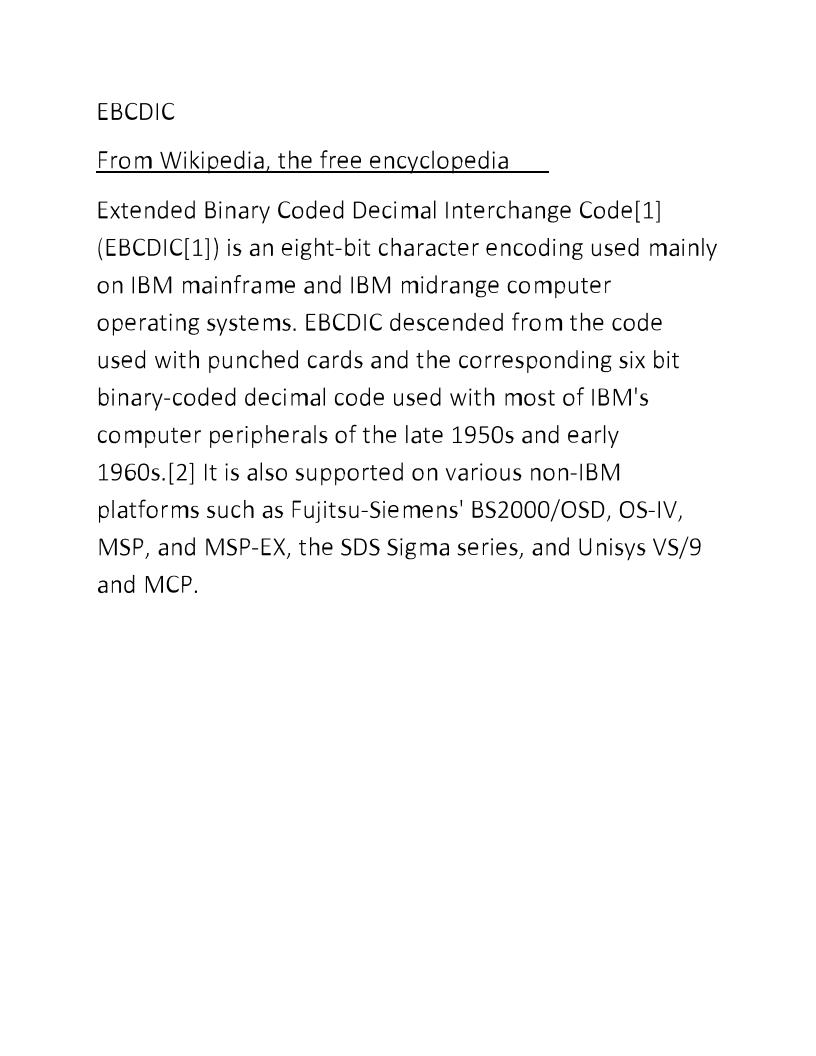 EBCDIC
From Wikipedia, the free encyclopedia
Extended Binary Coded Decimal Interchange Code[1]
(EBCDIC[1]) is an eight-bit character encoding used mainly
on IBM mainframe and IBM midrange computer
operating systems. EBCDIC descended from the code
used with punched cards and the corresponding six bit
binary-coded decimal code used with most of IBM's
computer peripherals of the late 1950s and early
1960s.[2] It is also supported on various non-IBM
platforms such as Fujitsu-Siemens' BS2000/OSD, OS-IV,
MSP, and MSP-EX, the SDS Sigma series, and Unisys VS/9
and MCP.